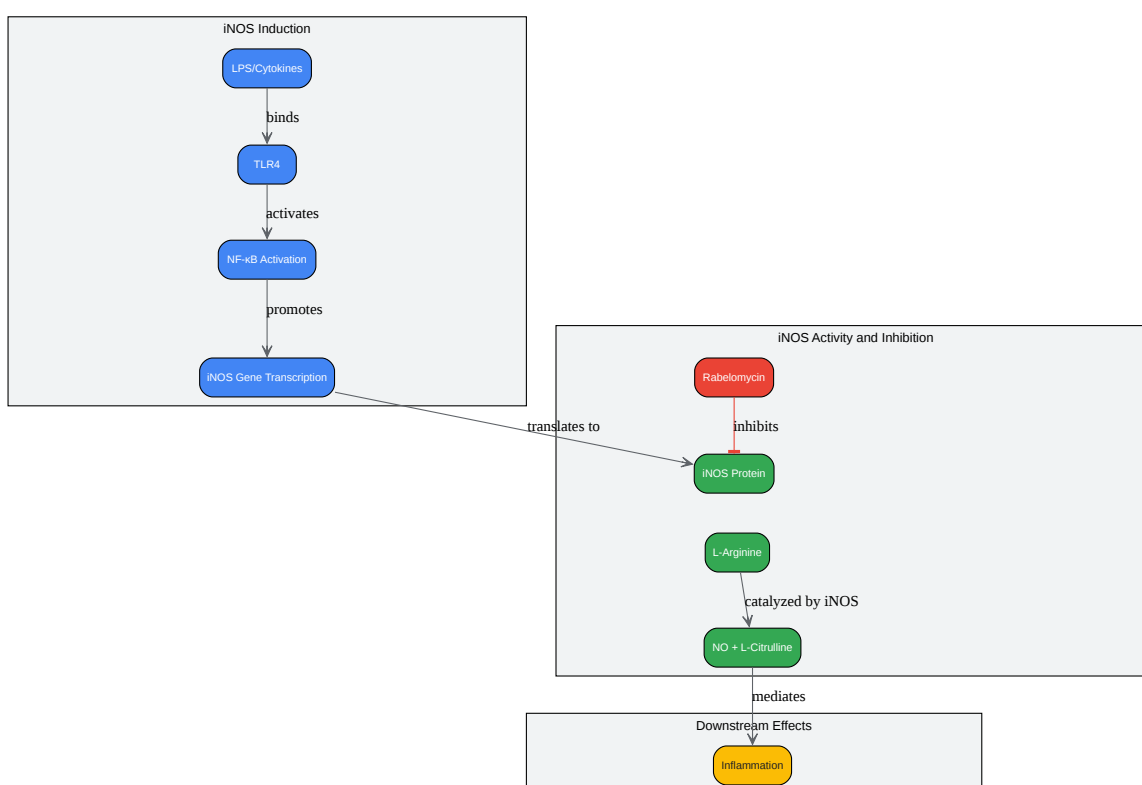 iNOS Induction
LPS/Cytokines
binds
TLR4
activates
NF-κB Activation
promotes
iNOS Gene Transcription
translates to
iNOS Activity and Inhibition
Rabelomycin
inhibits
iNOS Protein
L-Arginine
catalyzed by iNOS
NO + L-Citrulline
mediates
Downstream Effects
Inflammation